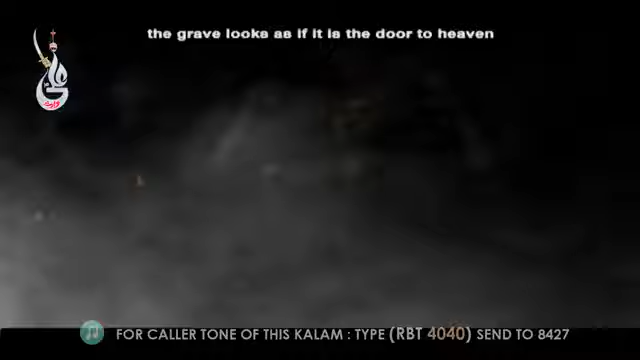 the grave looks as if it is the door to heaven
FOR CALLER TONE OF THIS KALAM : TYPE (RBT 4040) SEND TO 8427